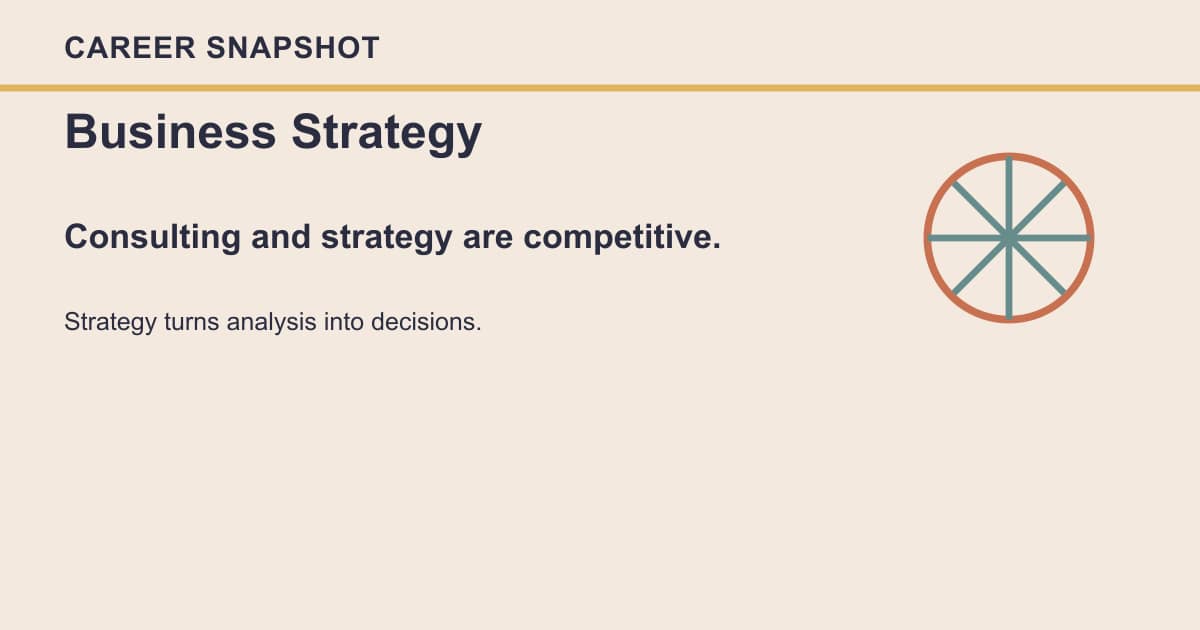 CAREER SNAPSHOT
Business Strategy
Consulting and strategy are competitive.
Strategy turns analysis into decisions.